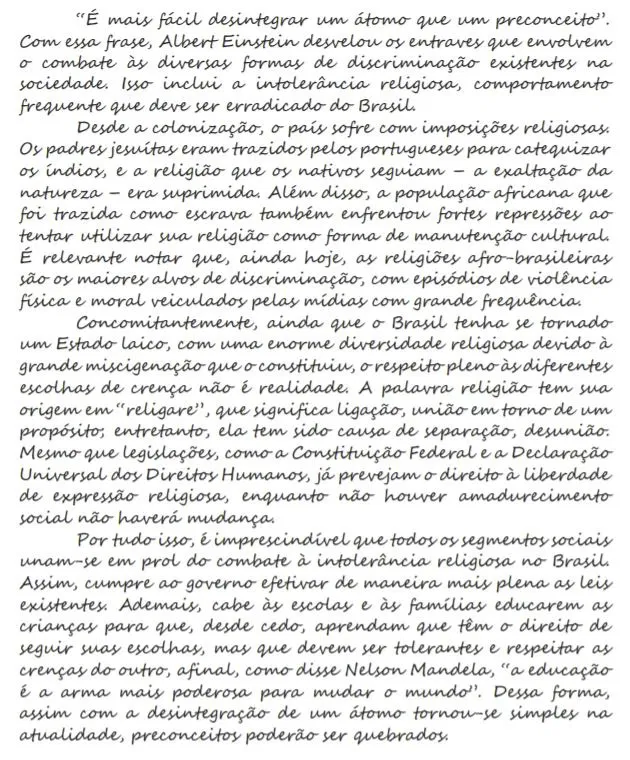 “É mais fácil desintegrar um átomo que um preconceito”.
Com essa frase, Albert Einstein desvelou os entraves que envolvem
o combate às diversas formas de discriminação existentes na
sociedade. Isso inclui a intolerância religiosa, comportamento
frequente que deve ser erradicado do Brasil.
Desde a colonização, o país sofre com imposições religiosas.
Os padres jesuítas eram trazidos pelos portugueses para catequizar
os índios, e a religião que os nativos seguiam – a exaltação da
natureza – era suprimida. Além disso, a população africana que
foi trazida como escrava também enfrentou fortes repressões ao
tentar utilizar sua religião como forma de manutenção cultural.
É relevante notar que, ainda hoje, as religiões afro-brasileiras
são os maiores alvos de discriminação, com episódios de violência
física e moral veiculados pelas mídias com grande frequência.
Concomitantemente, ainda que o Brasil tenha se tornado
um Estado laico, com uma enorme diversidade religiosa devido à
grande miscigenação que o constituiu, o respeito pleno às diferentes
escolhas de crença não é realidade. A palavra religião tem sua
origem em “religare”, que significa ligação, união em torno de um
propósito; entretanto, ela tem sido causa de separação, desunião.
Mesmo que legislações, como a Constituição Federal e a Declaração
Universal dos Direitos Humanos, já prevejam o direito à liberdade
de expressão religiosa, enquanto não houver amadurecimento
social não haverá mudança.
Por tudo isso, é imprescindível que todos os segmentos sociais
unam-se em prol do combate à intolerância religiosa no Brasil.
Assim, cumpre ao governo efetivar de maneira mais plena as leis
existentes. Ademais, cabe às escolas e às famílias educarem as
crianças para que, desde cedo, aprendam que têm o direito de
seguir suas escolhas, mas que devem ser tolerantes e respeitar as
crenças do outro, afinal, como disse Nelson Mandela, “a educação
é a arma mais poderosa para mudar o mundo”. Dessa forma,
assim com a desintegração de um átomo tornou-se simples na
atualidade, preconceitos poderão ser quebrados.